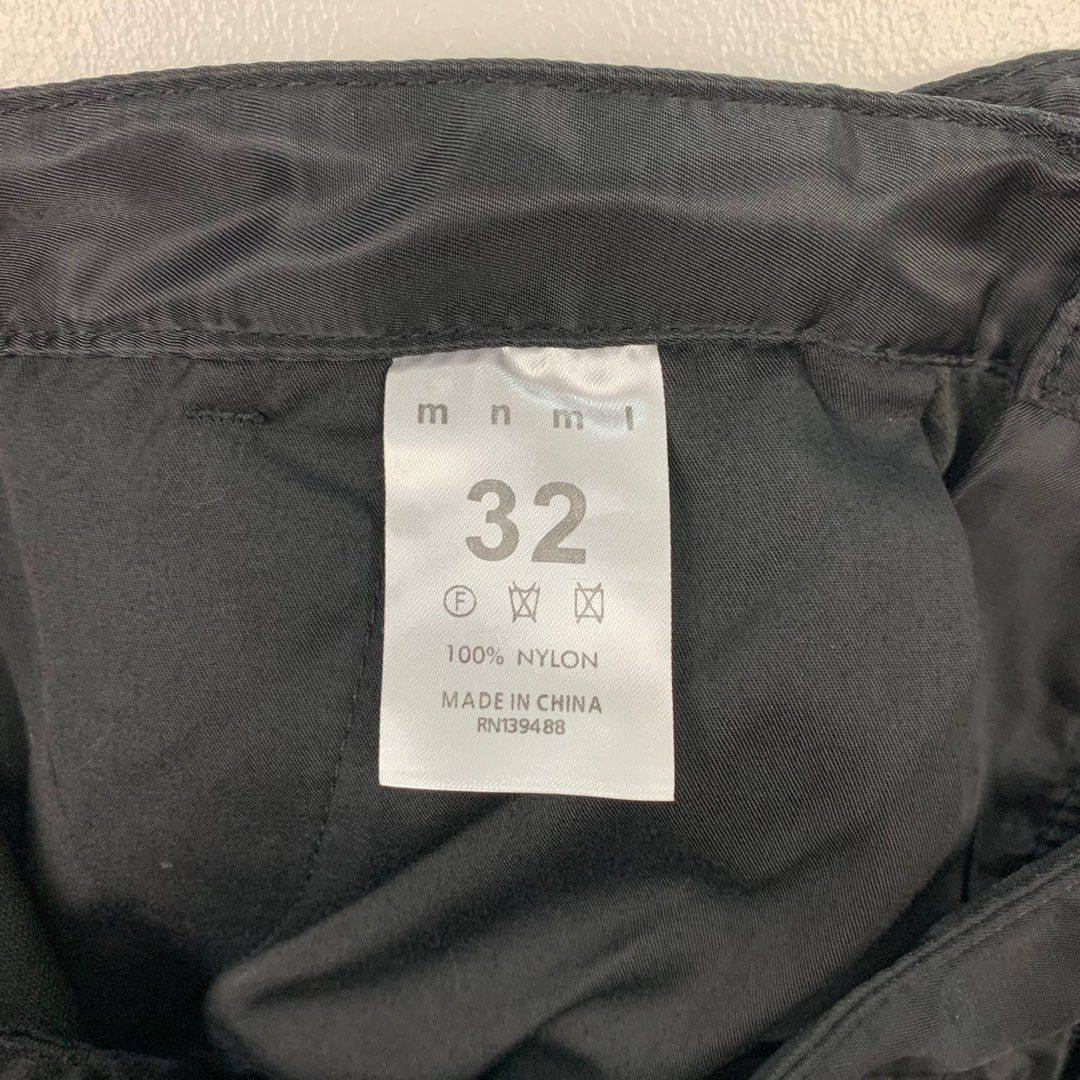 m n m l
32
F
100% NYLON
MADE IN CHINA
RN139488